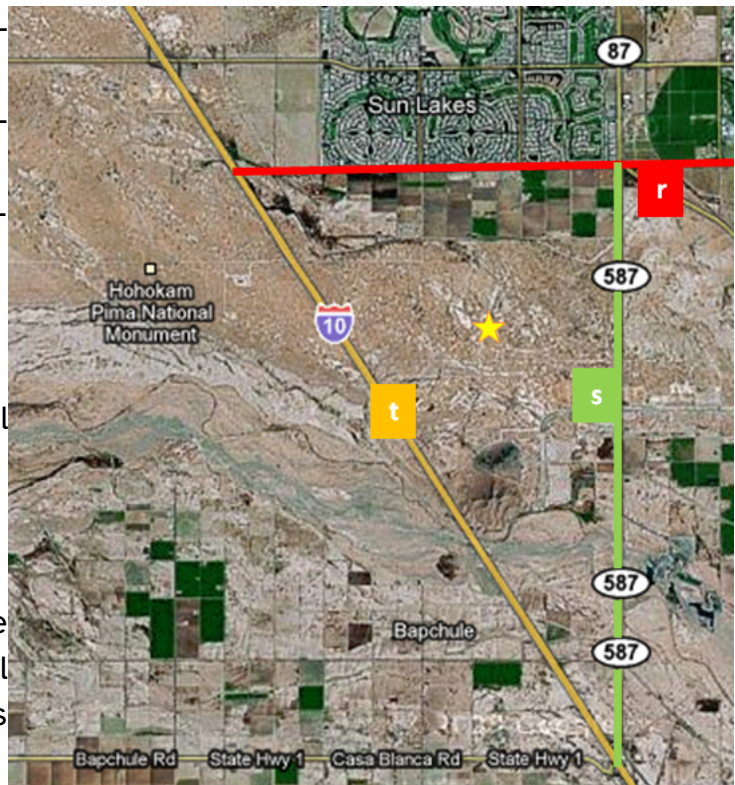 87
Sun Lakes
r
587
Hohokam
Pima National
Monument
10
l
t
s
587
e
Bapchule
587
l
s
Bapchule Rd State Hwy 1 Casa Blanca Rd State Hwy 1